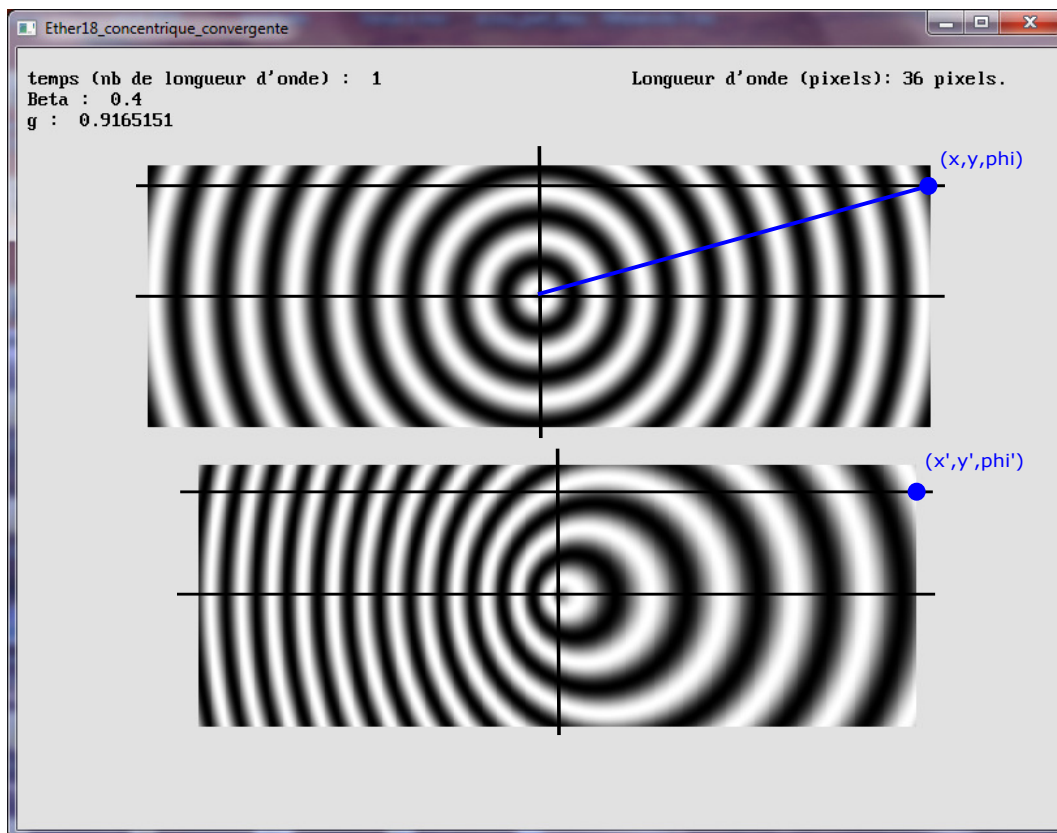 Ether18_concentrique_convergente
temps (nb de longueur d'onde) : 1 Longueur d'onde (pixels): 36 pixels.
Beta : 0.4
g : 0.9165151
(x,y,phi)
(x',y',phi')